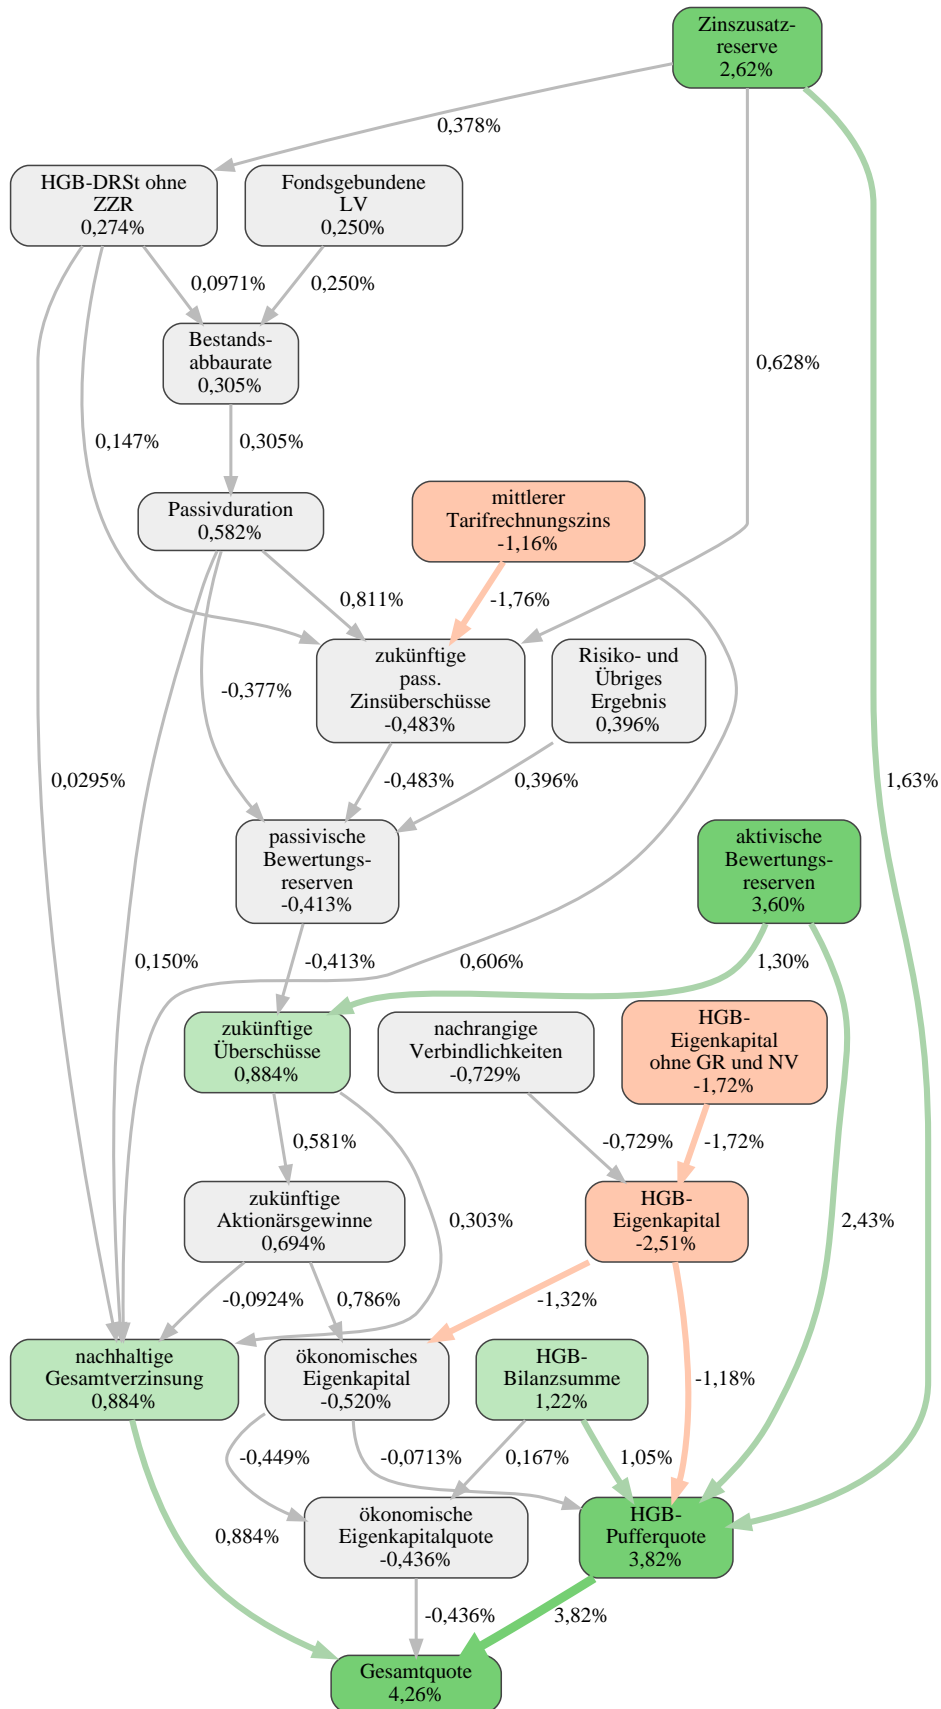 Zinszusatz-
reserve
2,62%
0,378%
HGB-DRSt ohne
ZZR
0,274%
Fondsgebundene
LV
0,250%
0,0971%
0,250%
Bestands-
abbaurate
0,305%
0,628%
0,147%
0,305%
Passivduration
0,582%
mittlerer
Tarifrechnungszins
-1,16%
0,811%
-1,76%
zukünftige
pass.
Zinsüberschüsse
-0,483%
Risiko- und
Übriges
Ergebnis
0,396%
-0,377%
0,0295%
-0,483%
0,396%
1,63%
passivische
Bewertungs-
reserven
-0,413%
aktivische
Bewertungs-
reserven
3,60%
0,150%
-0,413%
0,606%
1,30%
zukünftige
Überschüsse
0,884%
nachrangige
Verbindlichkeiten
-0,729%
HGB-
Eigenkapital
ohne GR und NV
-1,72%
0,581%
-0,729%
-1,72%
zukünftige
Aktionärsgewinne
0,694%
0,303%
HGB-
Eigenkapital
-2,51%
2,43%
-0,0924%
0,786%
-1,32%
nachhaltige
Gesamtverzinsung
0,884%
ökonomisches
Eigenkapital
-0,520%
HGB-
Bilanzsumme
1,22%
-1,18%
-0,449%
-0,0713%
0,167%
1,05%
0,884%
ökonomische
Eigenkapitalquote
-0,436%
HGB-
Pufferquote
3,82%
-0,436%
3,82%
Gesamtquote
4,26%